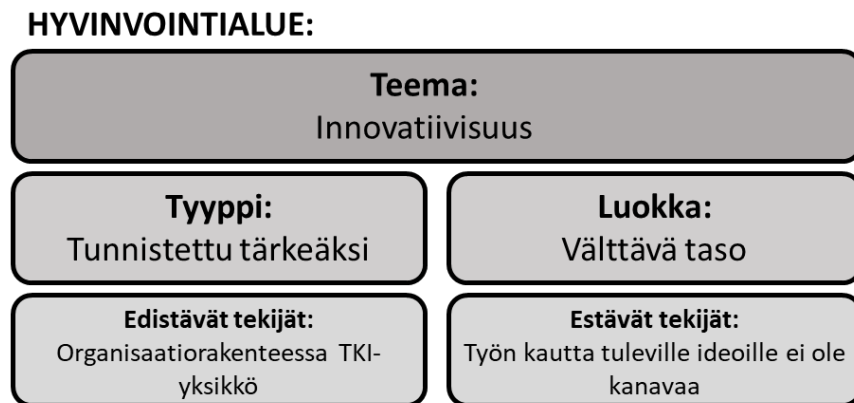 HYVINVOINTIALUE:
Teema:
Innovatiivisuus
Tyyppi:
Tunnistettu tärkeäksi
Luokka:
Välttävä taso
Edistävät tekijät:
Organisaatiorakenteessa TKI-
yksikkö
Estävät tekijät:
Työn kautta tuleville ideoille ei ole
kanavaa